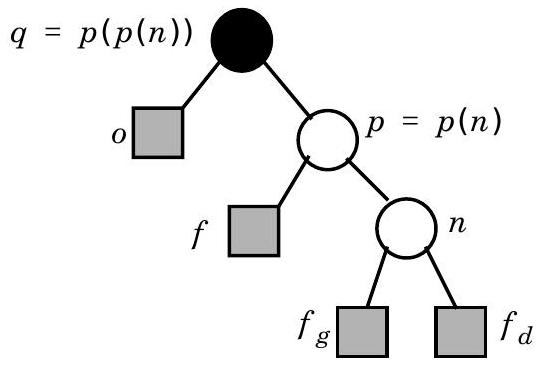 q = p(p(n))
o
p = p(n)
f
n
f_g
f_d